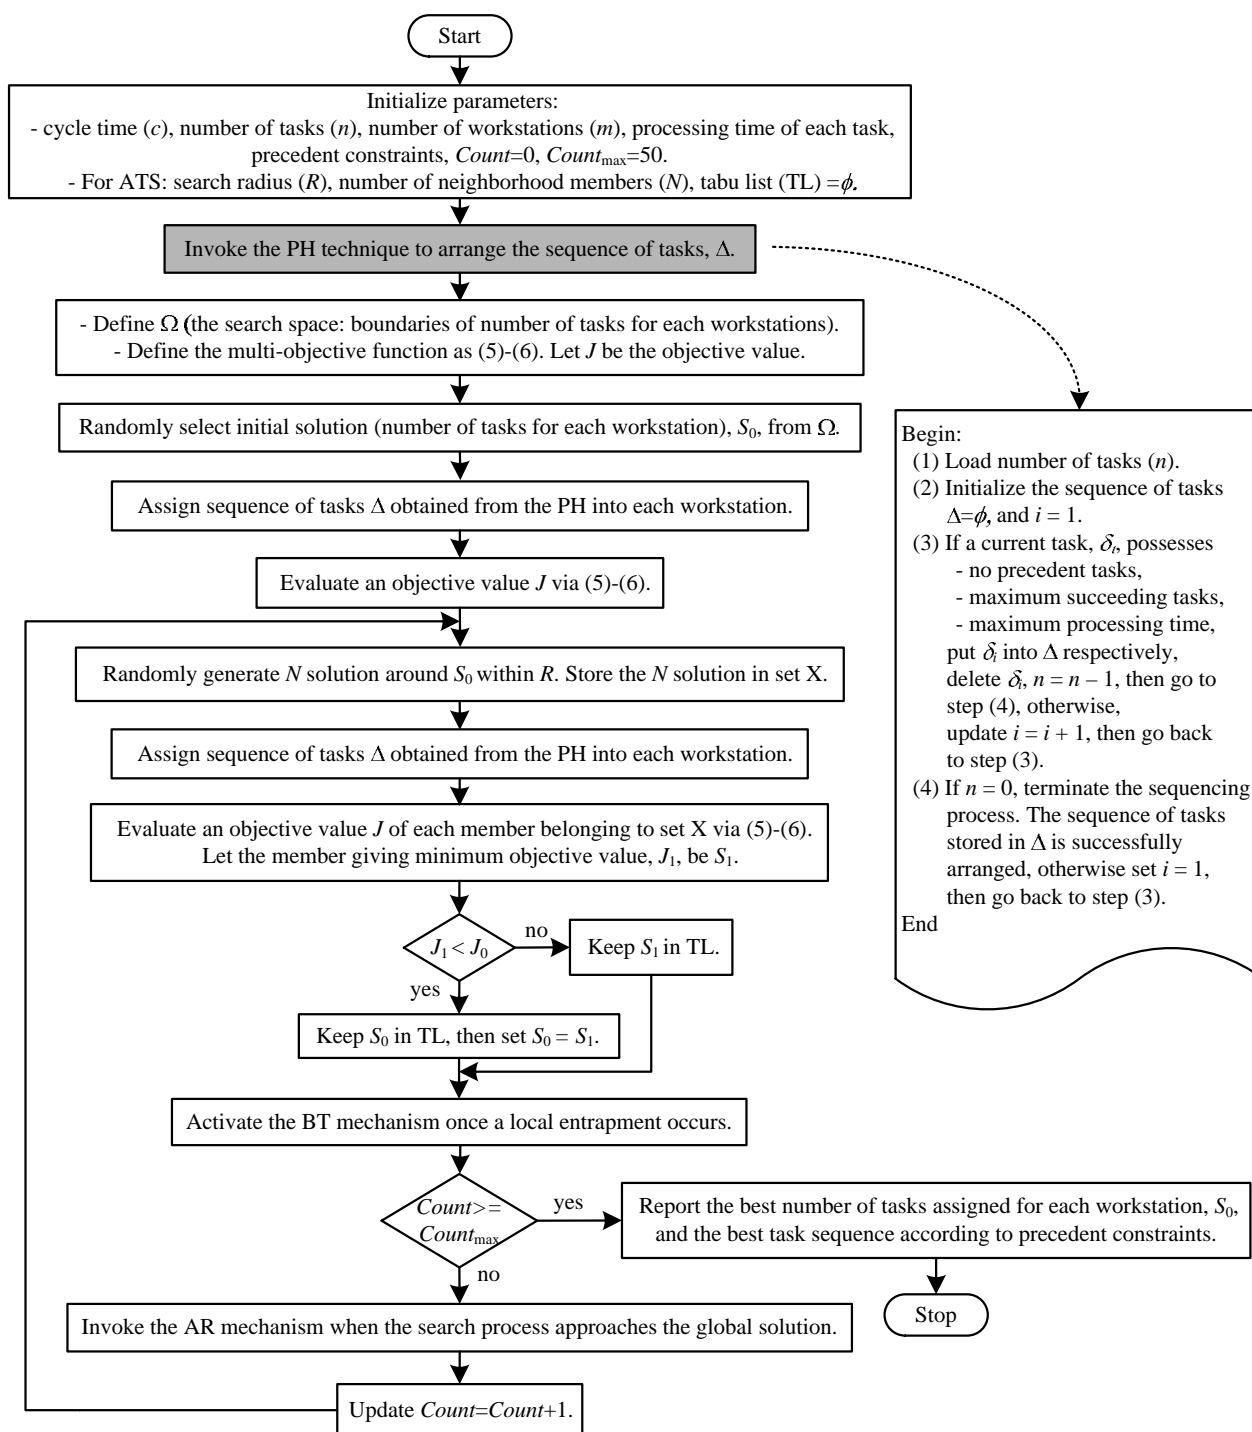 Start
Initialize parameters:
- cycle time (c), number of tasks (n), number of workstations (m), processing time of each task,
precedent constraints, Count=0, Count_max=50.
- For ATS: search radius (R), number of neighborhood members (N), tabu list (TL) =ϕ.
Invoke the PH technique to arrange the sequence of tasks, Δ.
- Define Ω (the search space: boundaries of number of tasks for each workstations).
- Define the multi-objective function as (5)-(6). Let J be the objective value.
Randomly select initial solution (number of tasks for each workstation), S₀, from Ω.
Assign sequence of tasks Δ obtained from the PH into each workstation.
Evaluate an objective value J via (5)-(6).
Randomly generate N solution around S₀ within R. Store the N solution in set X.
Assign sequence of tasks Δ obtained from the PH into each workstation.
Evaluate an objective value J of each member belonging to set X via (5)-(6).
Let the member giving minimum objective value, J₁, be S₁.
J₁ < J₀
no
Keep S₁ in TL.
yes
Keep S₀ in TL, then set S₀ = S₁.
Activate the BT mechanism once a local entrapment occurs.
Count>=
Count_max
yes
Report the best number of tasks assigned for each workstation, S₀,
and the best task sequence according to precedent constraints.
Stop
no
Invoke the AR mechanism when the search process approaches the global solution.
Update Count=Count+1.
Begin:
(1) Load number of tasks (n).
(2) Initialize the sequence of tasks
Δ=ϕ, and i = 1.
(3) If a current task, δᵢ, possesses
- no precedent tasks,
- maximum succeeding tasks,
- maximum processing time,
put δᵢ into Δ respectively,
delete δᵢ, n = n – 1, then go to
step (4), otherwise,
update i = i + 1, then go back
to step (3).
(4) If n = 0, terminate the sequencing
process. The sequence of tasks
stored in Δ is successfully
arranged, otherwise set i = 1,
then go back to step (3).
End